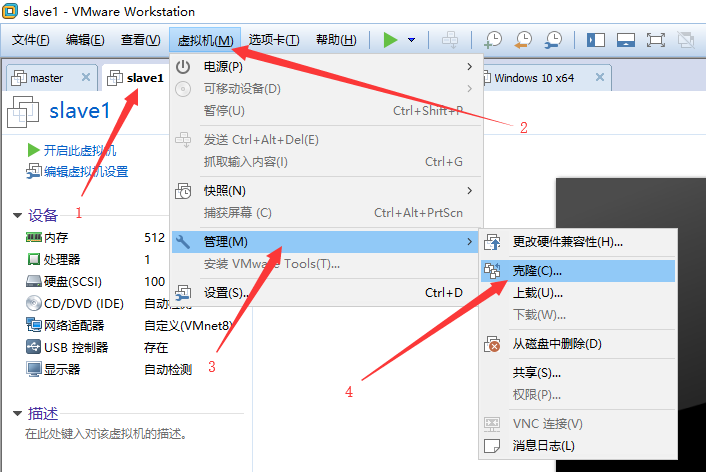 slave1 - VMware Workstation
文件(F) 编辑(E) 查看(V) 虚拟机(M) 选项卡(T) 帮助(H)
master slave1 Windows 10 x64
slave1
开启此虚拟机
编辑虚拟机设置
设备
内存 512
处理器 1
硬盘(SCSI) 100
CD/DVD (IDE) 自动检测
网络适配器 自定义(VMnet8)
USB 控制器 存在
显示器 自动检测
描述
在此处键入对该虚拟机的描述。
电源(P)
可移动设备(D)
暂停(U) Ctrl+Shift+P
发送 Ctrl+Alt+Del(E)
抓取输入内容(I) Ctrl+G
快照(N)
捕获屏幕 (C) Ctrl+Alt+PrtScn
管理(M)
安装 VMware Tools(T)...
设置(S)... Ctrl+D
更改硬件兼容性(H)...
克隆(C)...
上载(U)...
下载(W)...
从磁盘中删除(D)
共享(S)...
权限(P)...
VNC 连接(V)
消息日志(L)
1
2
3
4